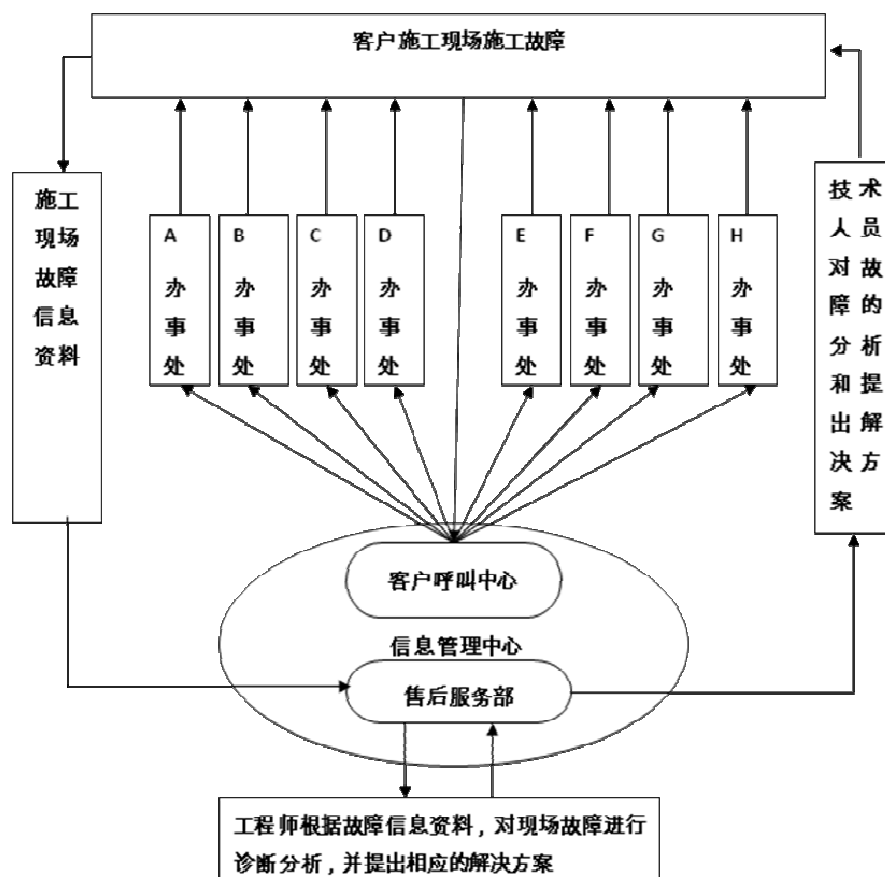 客户施工现场施工故障
施工
现场
故障
信息
资料
A
办
事
处
B
办
事
处
C
办
事
处
D
办
事
处
E
办
事
处
F
办
事
处
G
办
事
处
H
办
事
处
技术
人员
对故
障的
分析
和提
出解
决方
案
客户呼叫中心
信息管理中心
售后服务部
工程师根据故障信息资料，对现场故障进行
诊断分析，并提出相应的解决方案